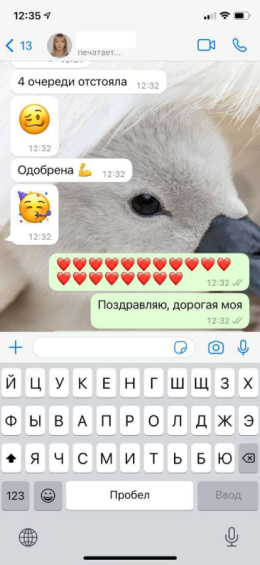 12:35
13
печатает...
4 очереди отстояла
12:32
12:32
Одобрена 💪
12:32
12:32
❤️❤️❤️❤️❤️❤️❤️❤️❤️❤️❤️
❤️❤️❤️❤️❤️❤️❤️❤️
12:32
Поздравляю, дорогая моя
12:32
Й Ц У К Е Н Г Ш Щ З Х
Ф Ы В А П Р О Л Д Ж Э
Я Ч С М И Т Ь Б Ю
123 Пробел Ввод